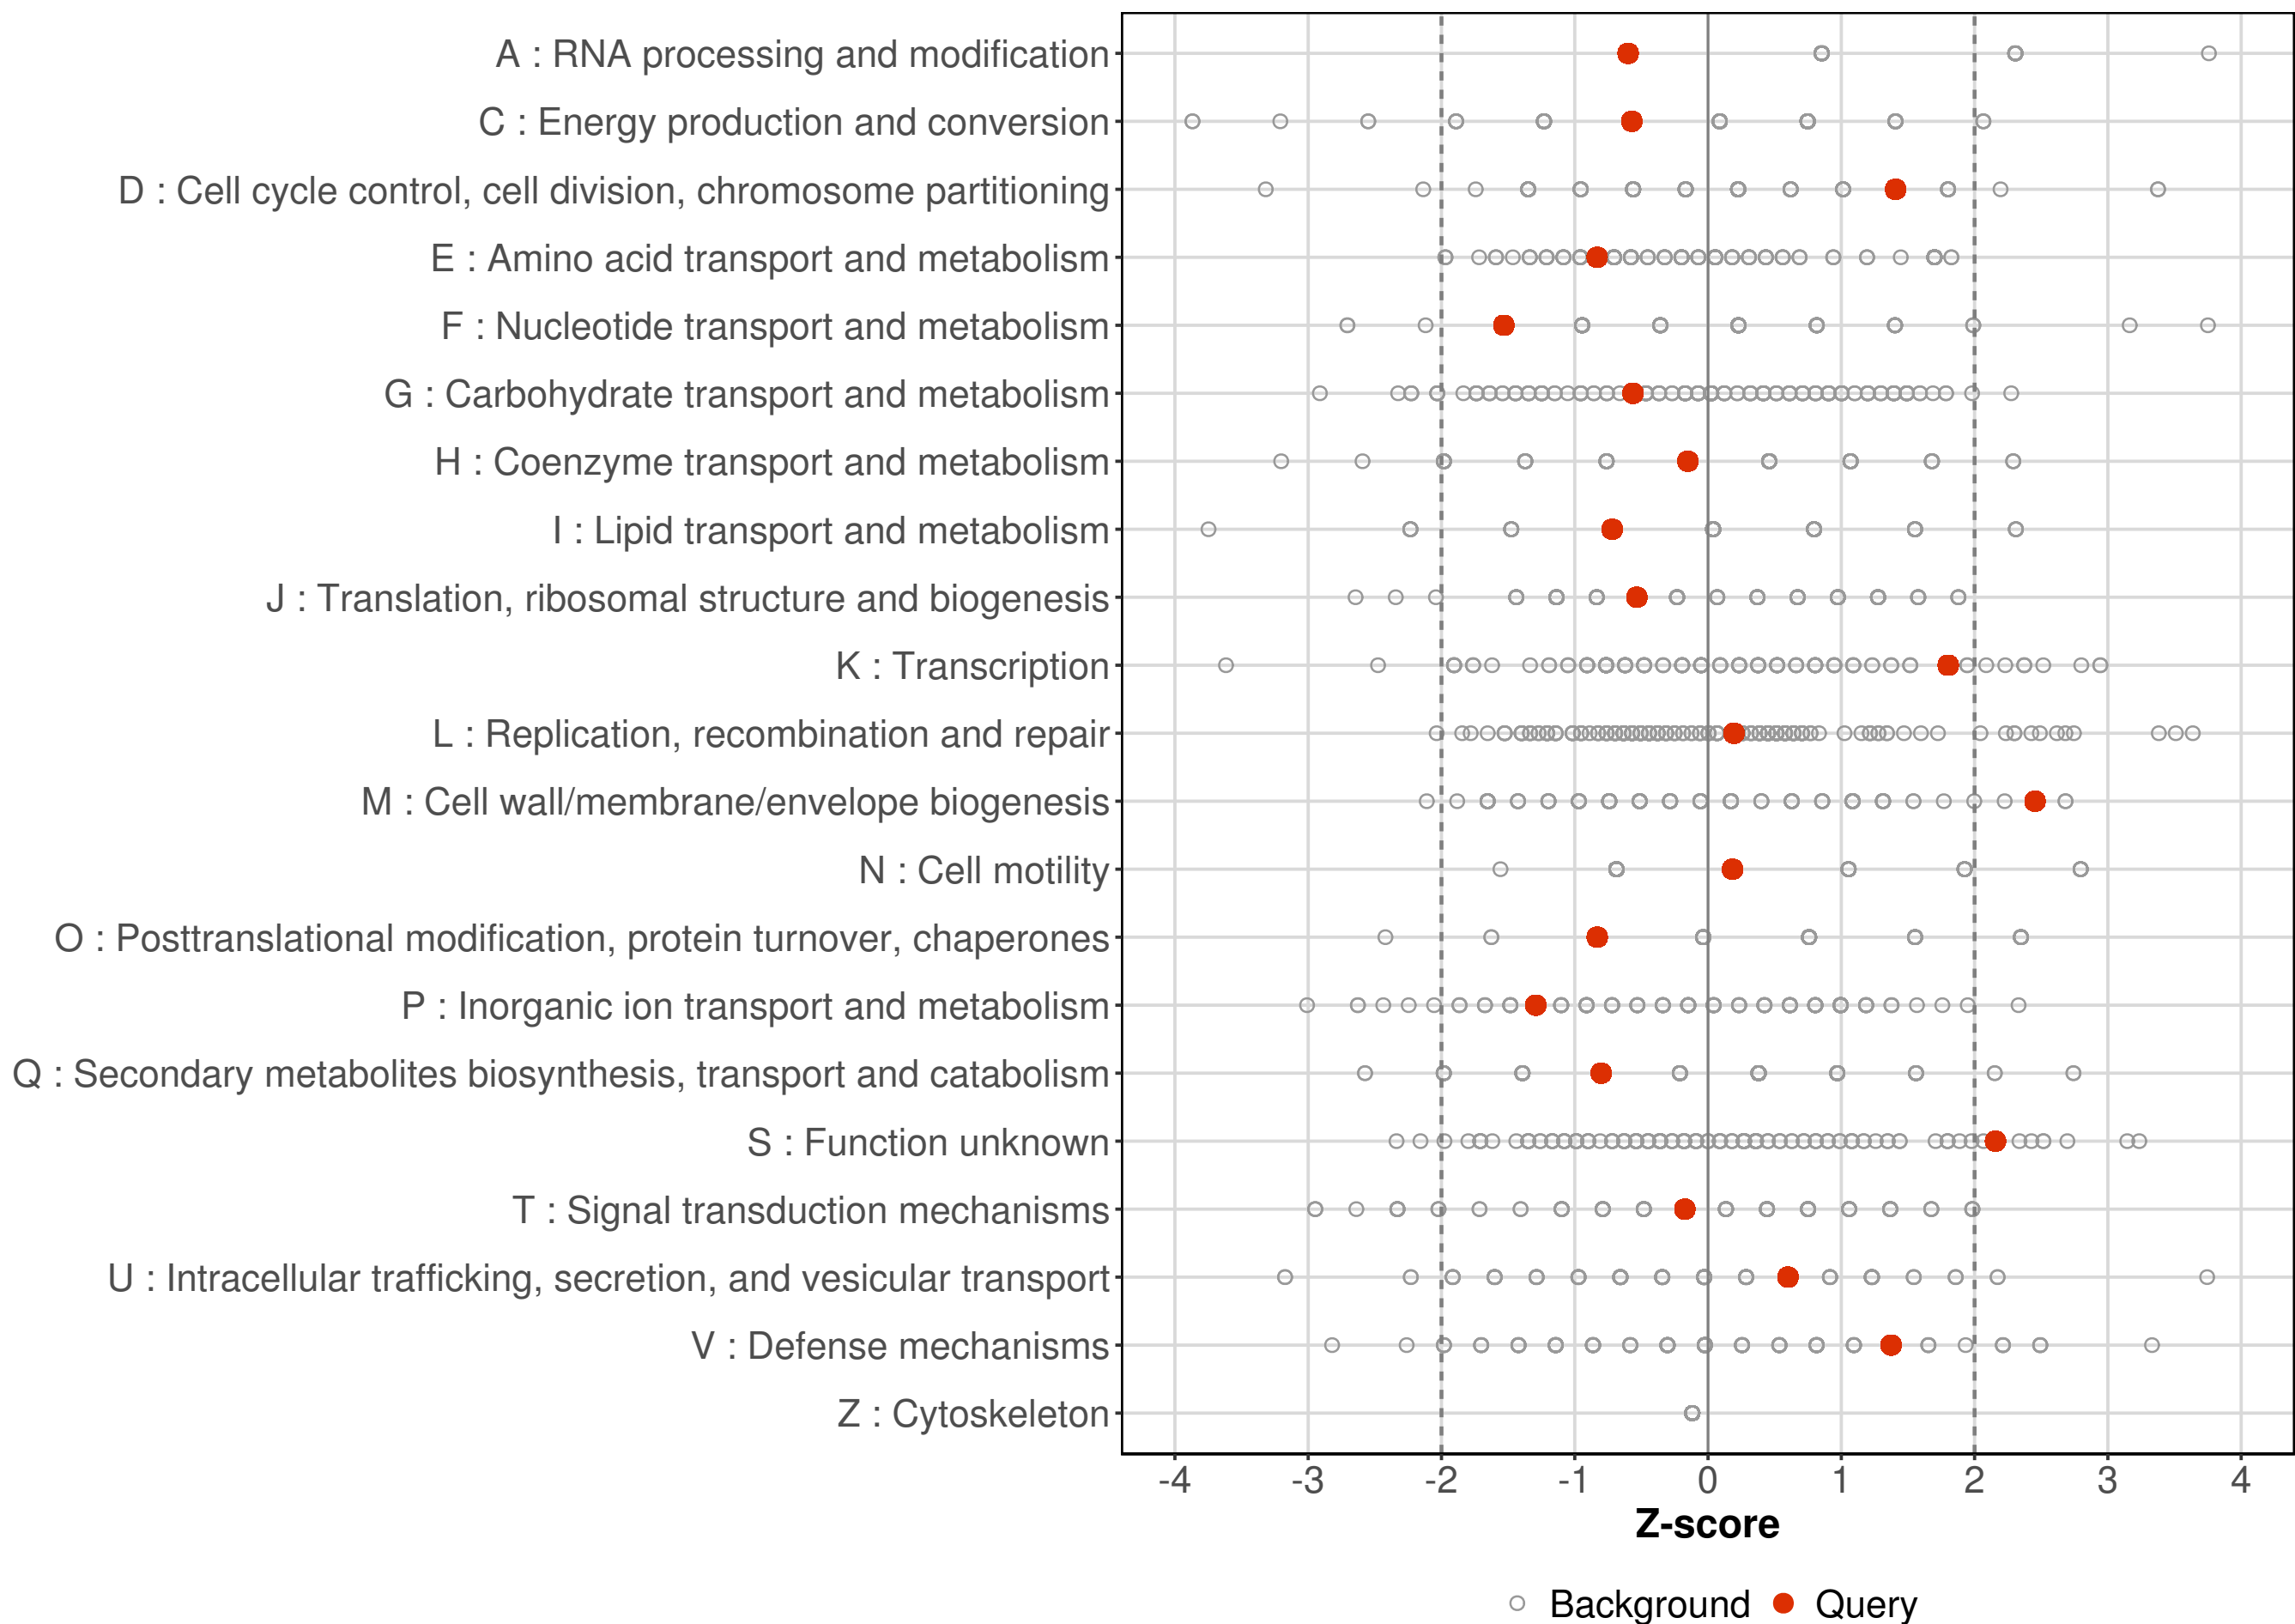 A : RNA processing and modification
C : Energy production and conversion
D : Cell cycle control, cell division, chromosome partitioning
E : Amino acid transport and metabolism
F : Nucleotide transport and metabolism
G : Carbohydrate transport and metabolism
H : Coenzyme transport and metabolism
I : Lipid transport and metabolism
J : Translation, ribosomal structure and biogenesis
K : Transcription
L : Replication, recombination and repair
M : Cell wall/membrane/envelope biogenesis
N : Cell motility
O : Posttranslational modification, protein turnover, chaperones
P : Inorganic ion transport and metabolism
Q : Secondary metabolites biosynthesis, transport and catabolism
S : Function unknown
T : Signal transduction mechanisms
U : Intracellular trafficking, secretion, and vesicular transport
V : Defense mechanisms
Z : Cytoskeleton
-4 -3 -2 -1 0 1 2 3 4
Z-score
Background Query